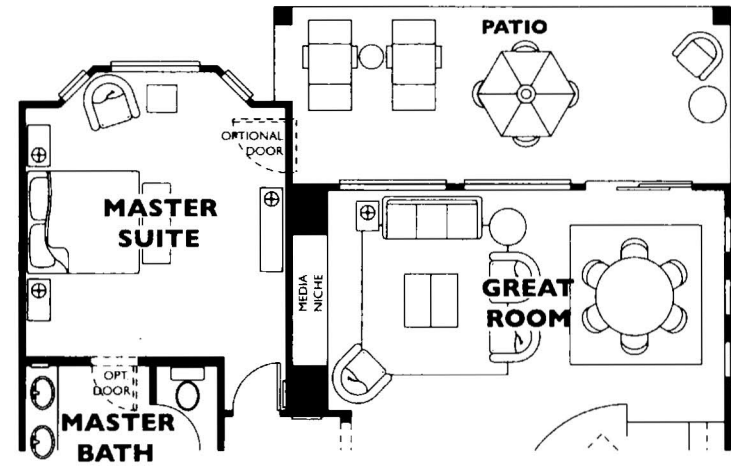 PATIO
OPTIONAL
DOOR
MASTER
SUITE
MEDIA
NICHE
GREAT
ROOM
OPT
DOOR
MASTER
BATH